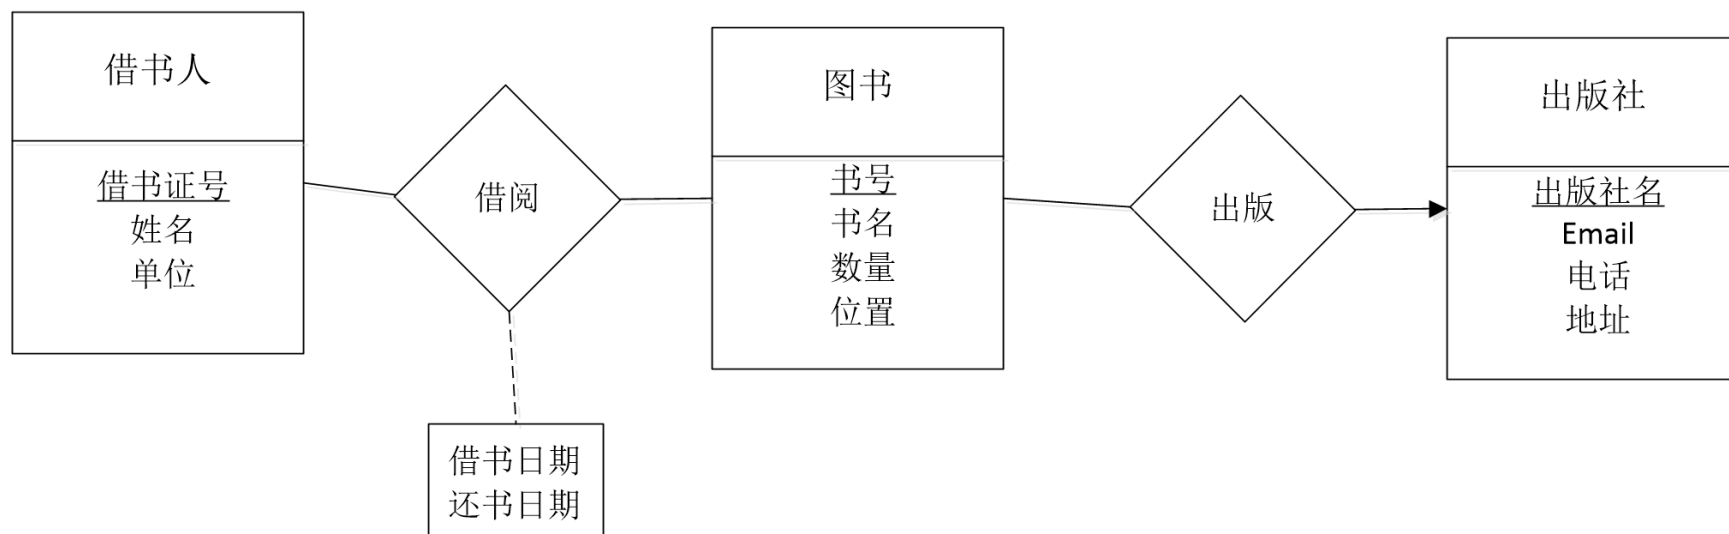 借书人
借书证号
姓名
单位
借阅
借书日期
还书日期
图书
书号
书名
数量
位置
出版
出版社
出版社名
Email
电话
地址